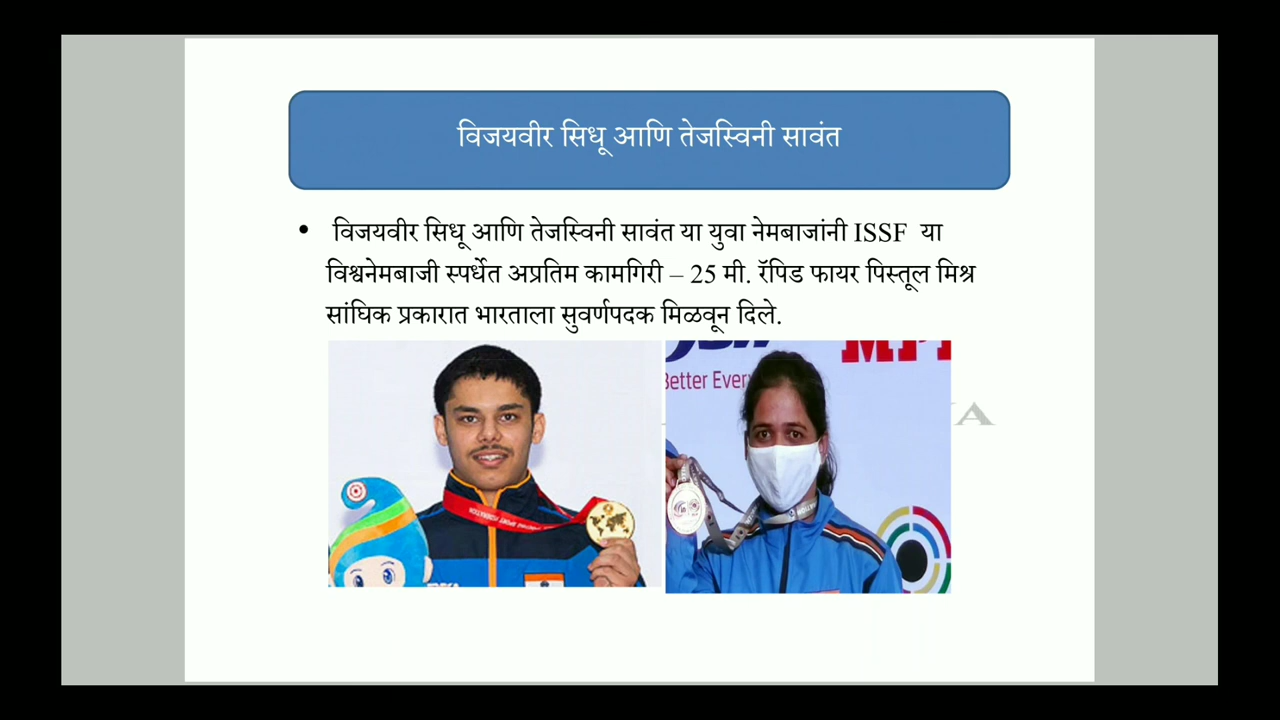 विजयवीर सिधू आणि तेजस्विनी सावंत
• विजयवीर सिधू आणि तेजस्विनी सावंत या युवा नेमबाजांनी ISSF या
विश्वनेमबाजी स्पर्धेत अप्रतिम कामगिरी – 25 मी. रॅपिड फायर पिस्तूल मिश्र
सांघिक प्रकारात भारताला सुवर्णपदक मिळवून दिले.
Better